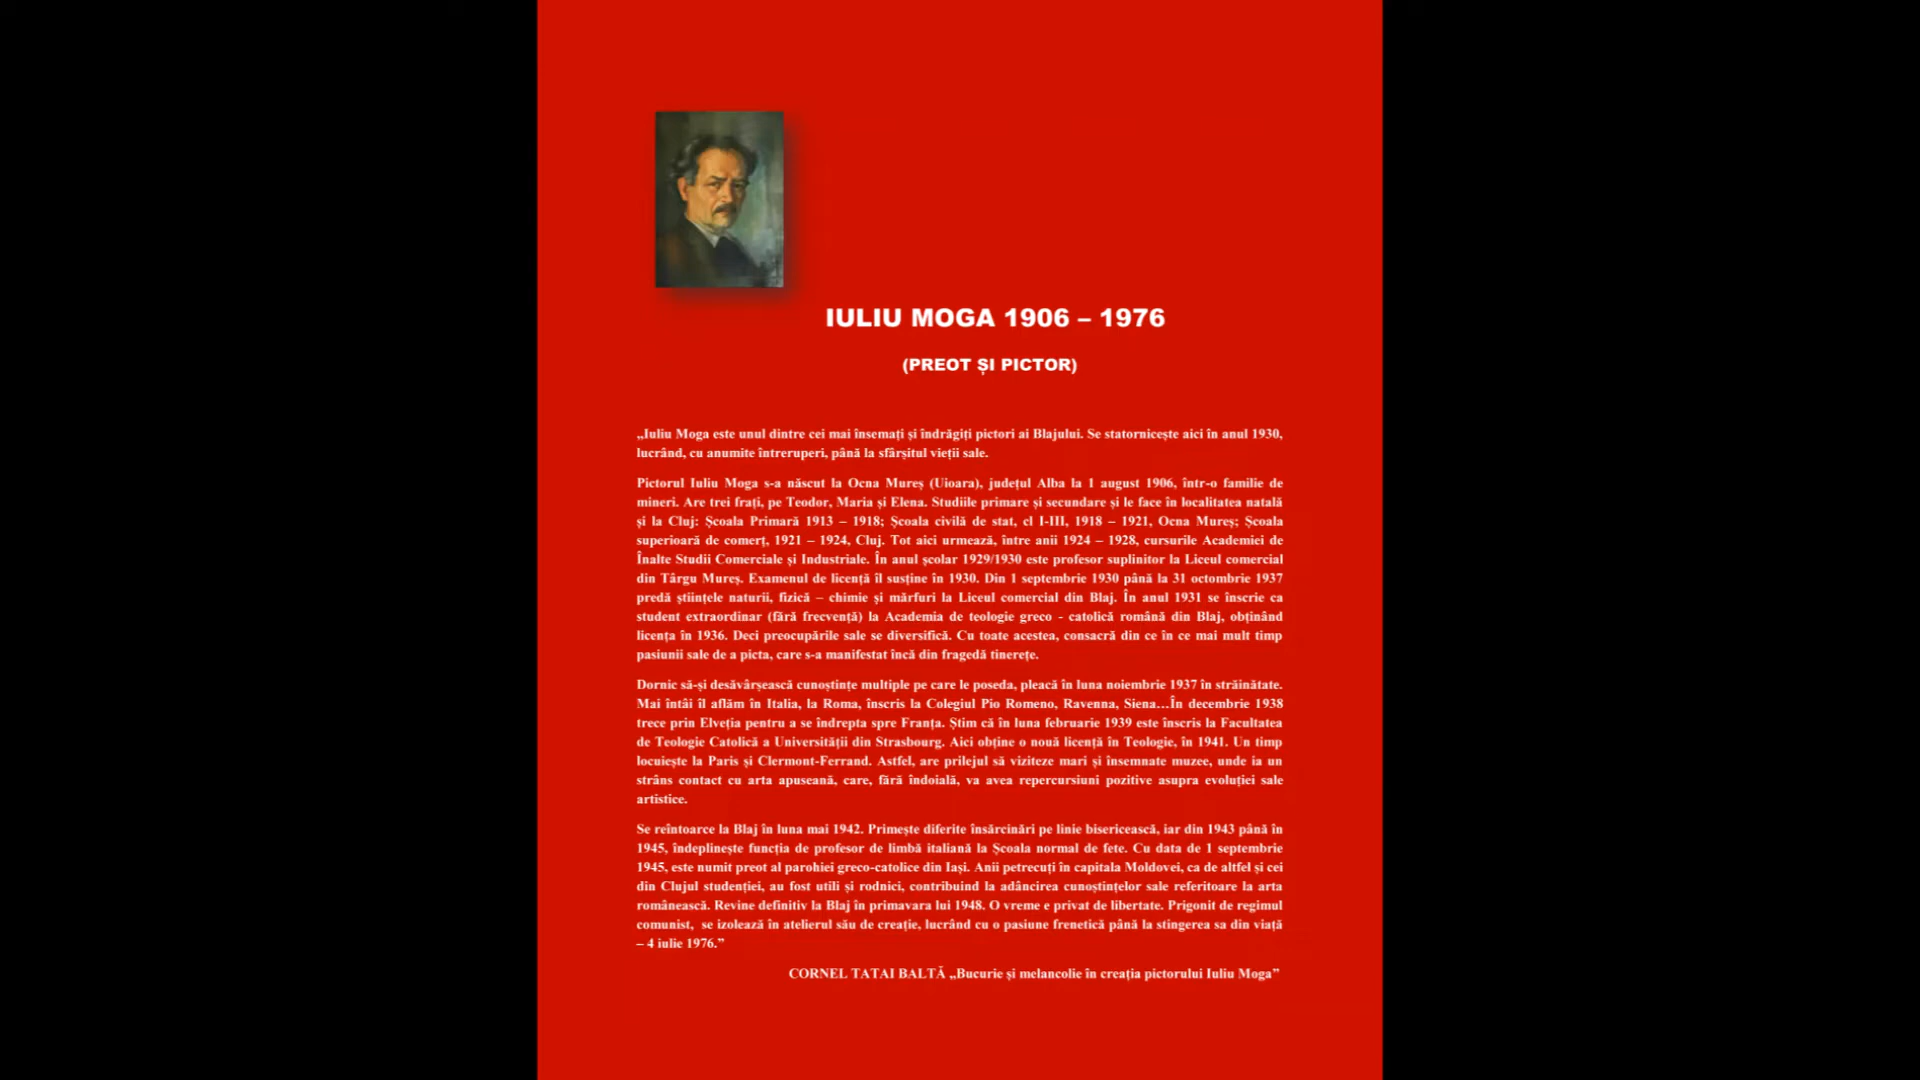 IULIU MOGA 1906 – 1976
(PREOT ȘI PICTOR)
„Iuliu Moga este unul dintre cei mai însemați și îndrăgiți pictori ai Blajului. Se statornicește aici în anul 1930,
lucrând, cu anumite întreruperi, până la sfârșitul vieții sale.
Pictorul Iuliu Moga s-a născut la Ocna Mureș (Uioara), județul Alba la 1 august 1906, într-o familie de
mineri. Are trei frați, pe Teodor, Maria și Elena. Studiile primare și secundare și le face în localitatea natală
și la Cluj: Școala Primară 1913 – 1918; Școala civilă de stat, cl I-III, 1918 – 1921, Ocna Mureș; Școala
superioară de comerț, 1921 – 1924, Cluj. Tot aici urmează, între anii 1924 – 1928, cursurile Academiei de
Înalte Studii Comerciale și Industriale. În anul școlar 1929/1930 este profesor suplinitor la Liceul comercial
din Târgu Mureș. Examenul de licență îl susține în 1930. Din 1 septembrie 1930 până la 31 octombrie 1937
predă științele naturii, fizică – chimie și mărfuri la Liceul comercial din Blaj. În anul 1931 se înscrie ca
student extraordinar (fără frecvență) la Academia de teologie greco - catolică română din Blaj, obținând
licența în 1936. Deci preocupările sale se diversifică. Cu toate acestea, consacră din ce în ce mai mult timp
pasiunii sale de a picta, care s-a manifestat încă din fragedă tinerețe.
Dornic să-și desăvârșească cunoștințe multiple pe care le poseda, pleacă în luna noiembrie 1937 în străinătate.
Mai întâi îl aflăm în Italia, la Roma, înscris la Colegiul Pio Romeno, Ravenna, Siena…În decembrie 1938
trece prin Elveția pentru a se îndrepta spre Franța. Știm că în luna februarie 1939 este înscris la Facultatea
de Teologie Catolică a Universității din Strasbourg. Aici obține o nouă licență în Teologie, în 1941. Un timp
locuiește la Paris și Clermont-Ferrand. Astfel, are prilejul să viziteze mari și însemnate muzee, unde ia un
strâns contact cu arta apuseană, care, fără îndoială, va avea repercursiuni pozitive asupra evoluției sale
artistice.
Se reîntoarce la Blaj în luna mai 1942. Primește diferite însărcinări pe linie bisericească, iar din 1943 până în
1945, îndeplinește funcția de profesor de limbă italiană la Școala normal de fete. Cu data de 1 septembrie
1945, este numit preot al parohiei greco-catolice din Iași. Anii petrecuți în capitala Moldovei, ca de altfel și cei
din Clujul studenției, au fost utili și rodnici, contribuind la adâncirea cunoștințelor sale referitoare la arta
românească. Revine definitiv la Blaj în primavara lui 1948. O vreme e privat de libertate. Prigonit de regimul
comunist, se izolează în atelierul său de creație, lucrând cu o pasiune frenetică până la stingerea sa din viață
– 4 iulie 1976.”
CORNEL TATAI BALTĂ „Bucurie și melancolie în creația pictorului Iuliu Moga”